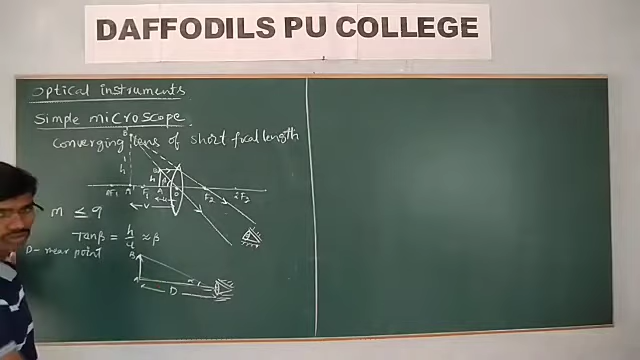 DAFFODILS PU COLLEGE
Optical instruments
Simple microscope
Converging lens of short focal length
m ≤ 9
Tanβ = h/u ≈ β
D - near point
D